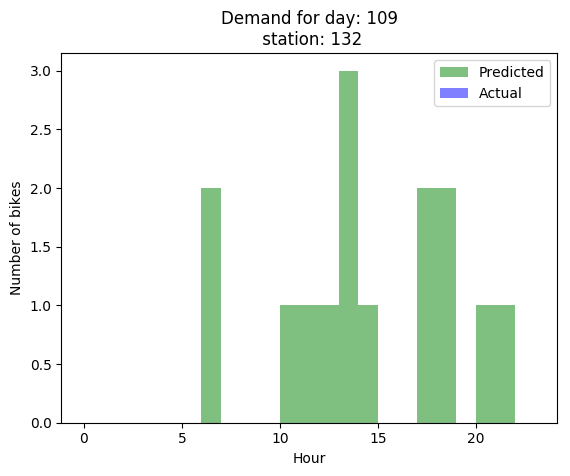 Demand for day: 109
station: 132
Predicted
Actual
3.0
2.5
2.0
1.5
1.0
0.5
0.0
Number of bikes
0
5
10
15
20
Hour